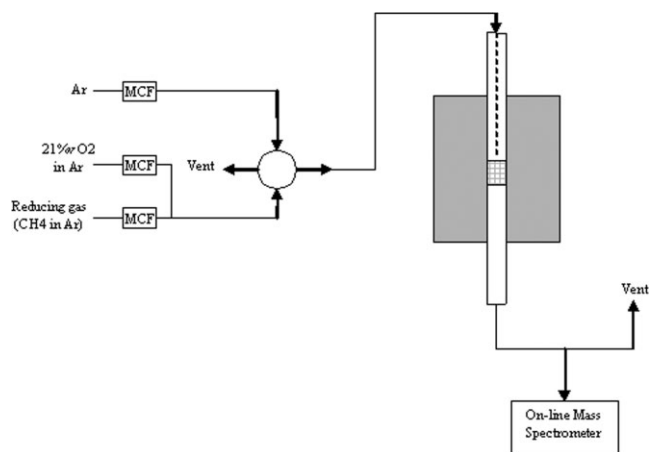 Ar
MCF
21%vr O2
in Ar
MCF
Reducing gas
(CH4 in Ar)
MCF
Vent
Vent
On-line Mass
Spectrometer